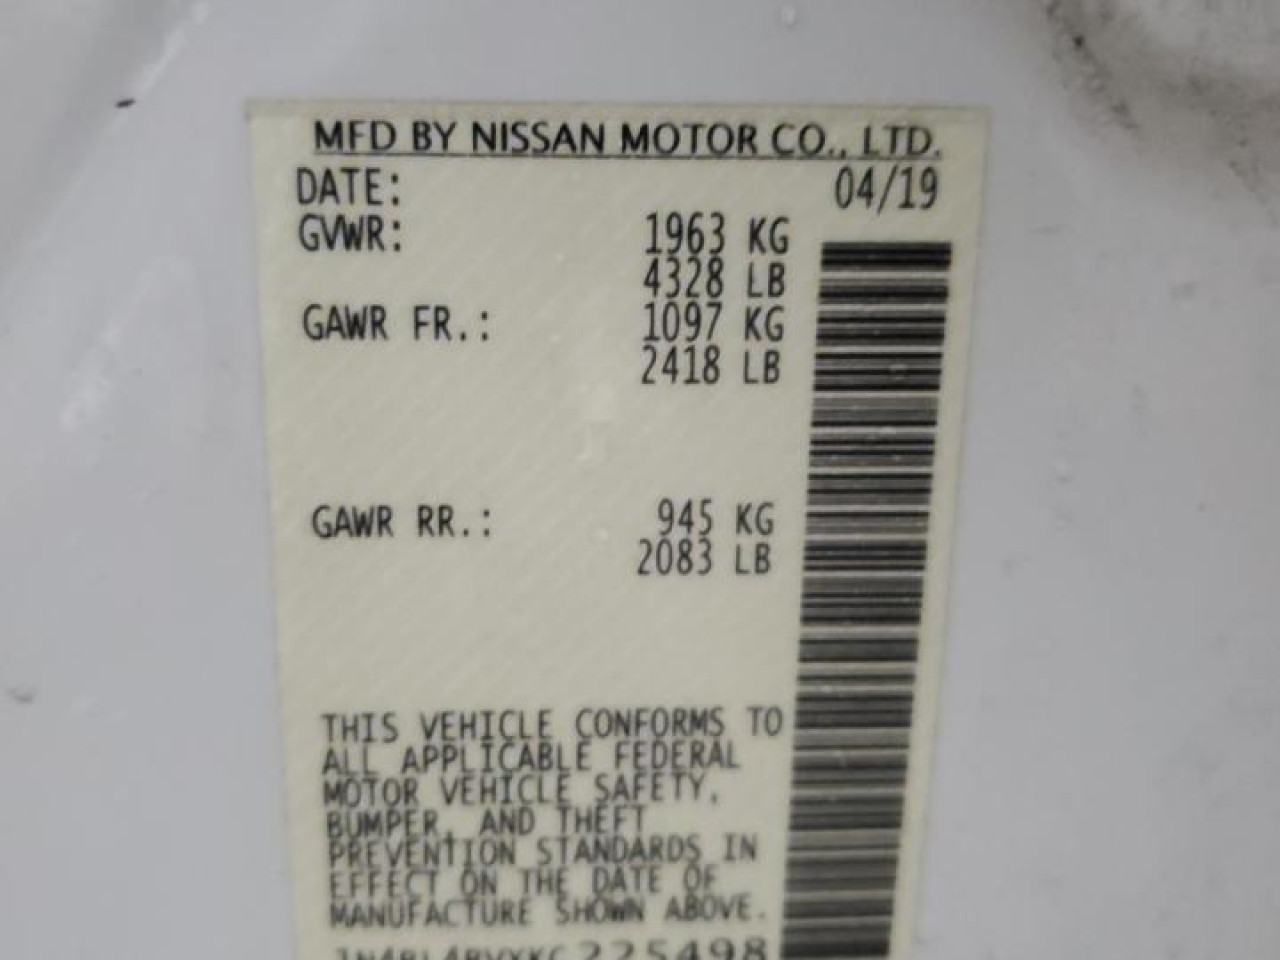 MFD BY NISSAN MOTOR CO., LTD.
DATE: 04/19
GVWR: 1963 KG
4328 LB
GAWR FR.: 1097 KG
2418 LB
GAWR RR.: 945 KG
2083 LB
THIS VEHICLE CONFORMS TO
ALL APPLICABLE FEDERAL
MOTOR VEHICLE SAFETY,
BUMPER, AND THEFT
PREVENTION STANDARDS IN
EFFECT ON THE DATE OF
MANUFACTURE SHOWN ABOVE.